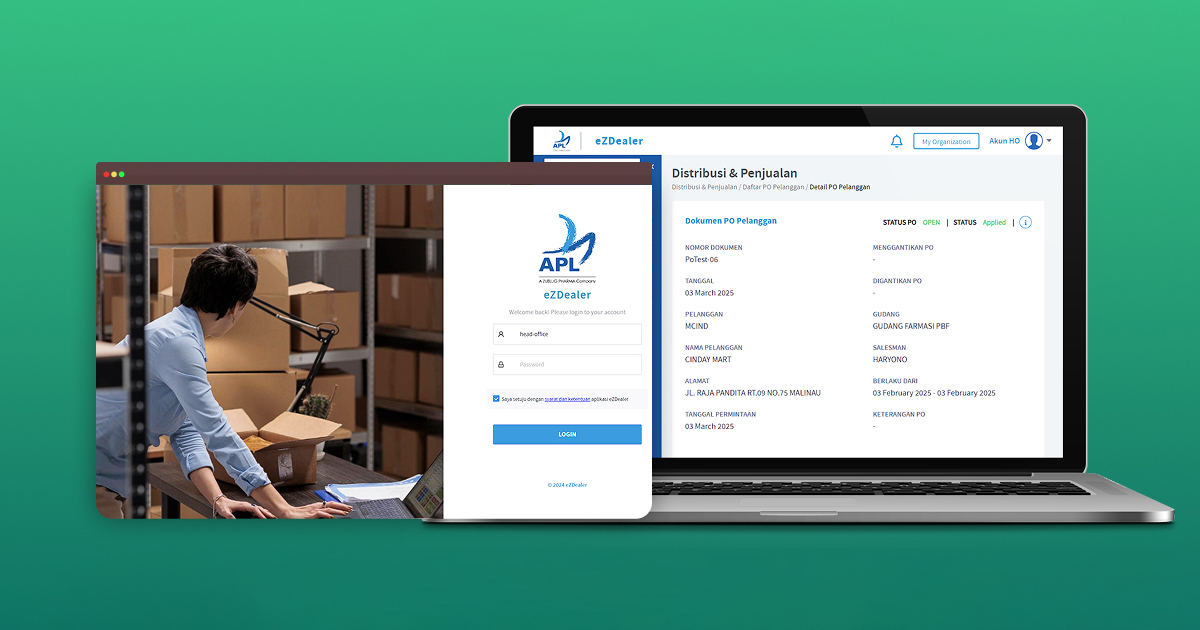 APL
A ZUELLIG PHARMA Company
eZDealer
Welcome back! Please login to your account
head-office
Password
Saya setuju dengan syarat dan ketentuan aplikasi eZDealer
LOGIN
© 2024 eZDealer
APL
eZDealer
My Organization
Akun HO
Distribusi & Penjualan
Distribusi & Penjualan / Daftar PO Pelanggan / Detail PO Pelanggan
Dokumen PO Pelanggan
STATUS PO OPEN | STATUS Applied |
NOMOR DOKUMEN
PoTest-06
MENGGANTIKAN PO
-
TANGGAL
03 March 2025
DIGANTIKAN PO
-
PELANGGAN
MCIND
GUDANG
GUDANG FARMASI PBF
NAMA PELANGGAN
CINDAY MART
SALESMAN
HARYONO
ALAMAT
JL. RAJA PANDITA RT.09 NO.75 MALINAU
BERLAKU DARI
03 February 2025 - 03 February 2025
TANGGAL PERMINTAAN
03 March 2025
KETERANGAN PO
-